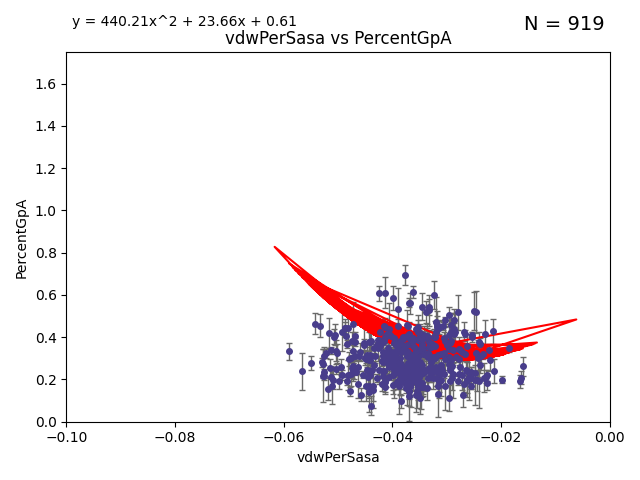 y = 440.21x^2 + 23.66x + 0.61
N = 919
vdwPerSasa vs PercentGpA
PercentGpA
1.6
1.4
1.2
1.0
0.8
0.6
0.4
0.2
0.0
−0.10 −0.08 −0.06 −0.04 −0.02 0.00
vdwPerSasa